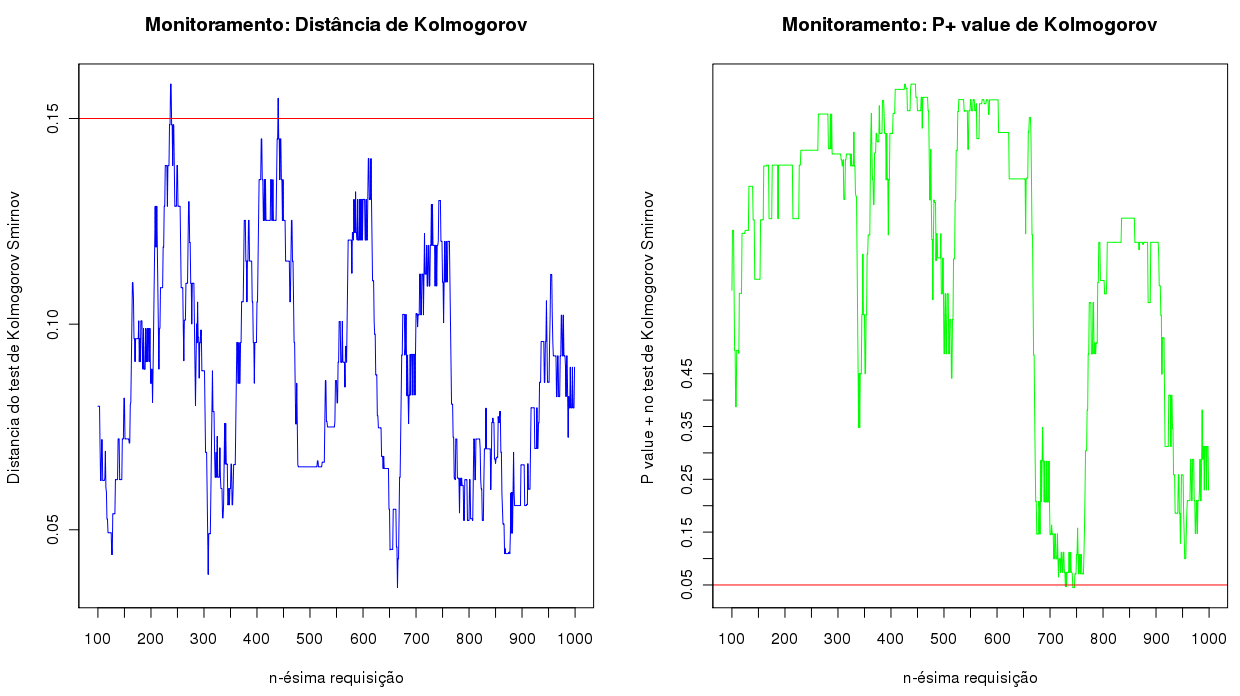 Monitoramento: Distância de Kolmogorov
Distancia do test de Kolmogorov Smirnov
0.15
0.10
0.05
100 200 300 400 500 600 700 800 900 1000
n-ésima requisição
Monitoramento: P+ value de Kolmogorov
P value + no test de Kolmogorov Smirnov
0.45
0.35
0.25
0.15
0.05
100 200 300 400 500 600 700 800 900 1000
n-ésima requisição